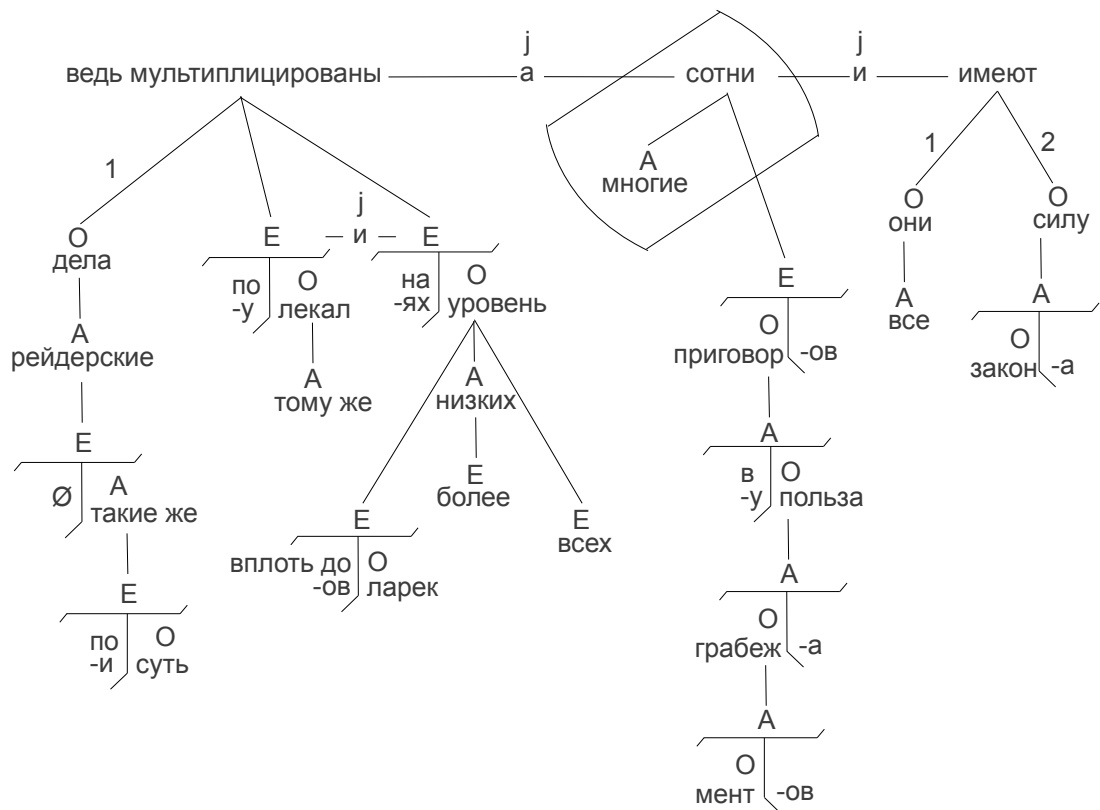 j j
ведь мультиплицированы а сотни и имеют
1 1 2
А
многие
О О
они силу
j
О Е и Е
дела
по О на О Е
-у лекал -ях уровень
А А А А
рейдерские все
О О
приговор -ов закон -а
тому же низких
Е А
Е в О
более -у польза
Ø А
такие же
Е Е
всех
вплоть до О
-ов ларек
Е А
по О О
-и суть грабеж -а
А
О
мент -ов